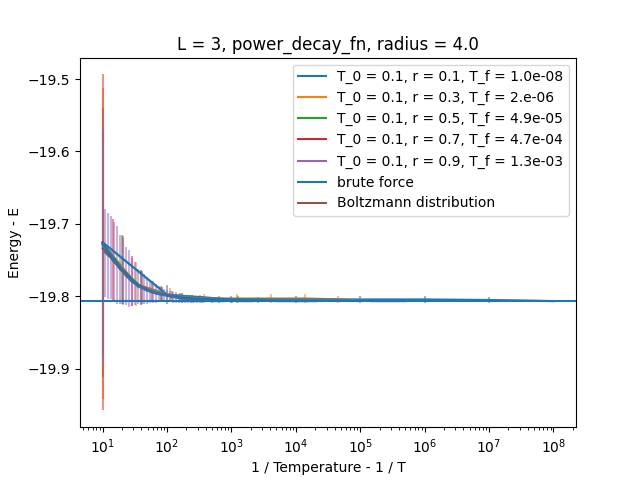 L = 3, power_decay_fn, radius = 4.0
T_0 = 0.1, r = 0.1, T_f = 1.0e-08
T_0 = 0.1, r = 0.3, T_f = 2.e-06
T_0 = 0.1, r = 0.5, T_f = 4.9e-05
T_0 = 0.1, r = 0.7, T_f = 4.7e-04
T_0 = 0.1, r = 0.9, T_f = 1.3e-03
brute force
Boltzmann distribution
Energy - E
−19.5
−19.6
−19.7
−19.8
−19.9
10¹ 10² 10³ 10⁴ 10⁵ 10⁶ 10⁷ 10⁸
1 / Temperature - 1 / T